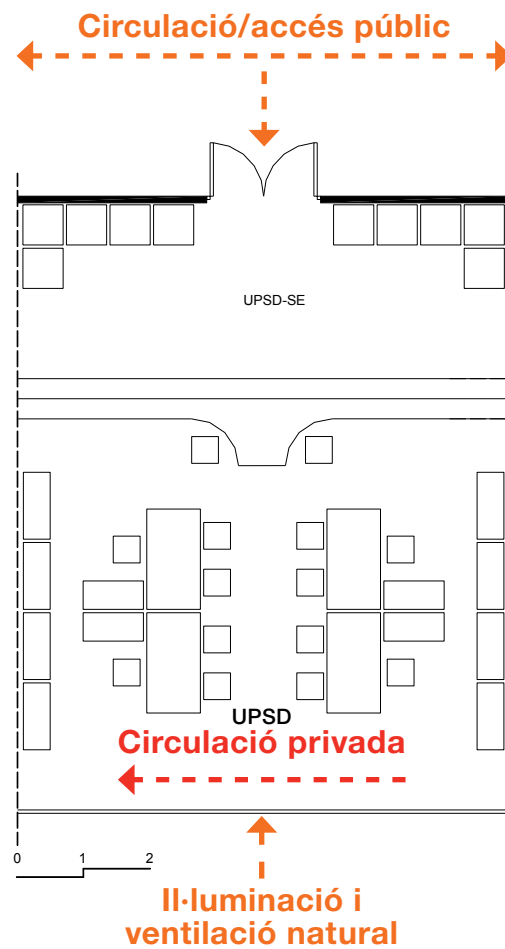 Circulació/accés públic
UPSD-SE
UPSD
Circulació privada
0 1 2
Il·luminació i
ventilació natural